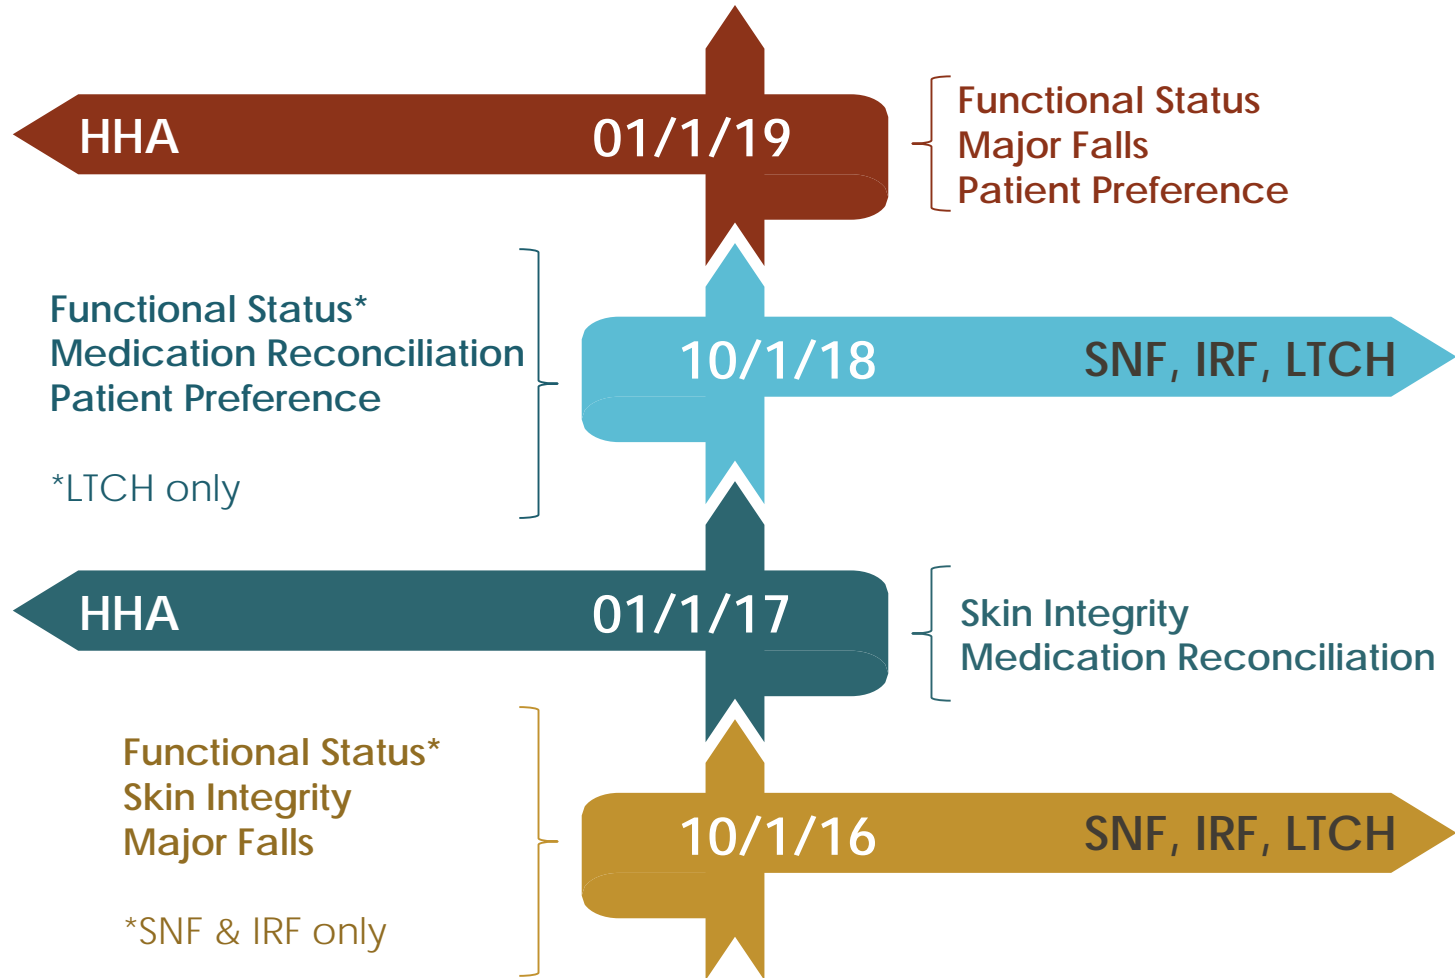 HHA
01/1/19
Functional Status
Major Falls
Patient Preference
Functional Status*
Medication Reconciliation
Patient Preference
*LTCH only
10/1/18
SNF, IRF, LTCH
HHA
01/1/17
Skin Integrity
Medication Reconciliation
Functional Status*
Skin Integrity
Major Falls
*SNF & IRF only
10/1/16
SNF, IRF, LTCH